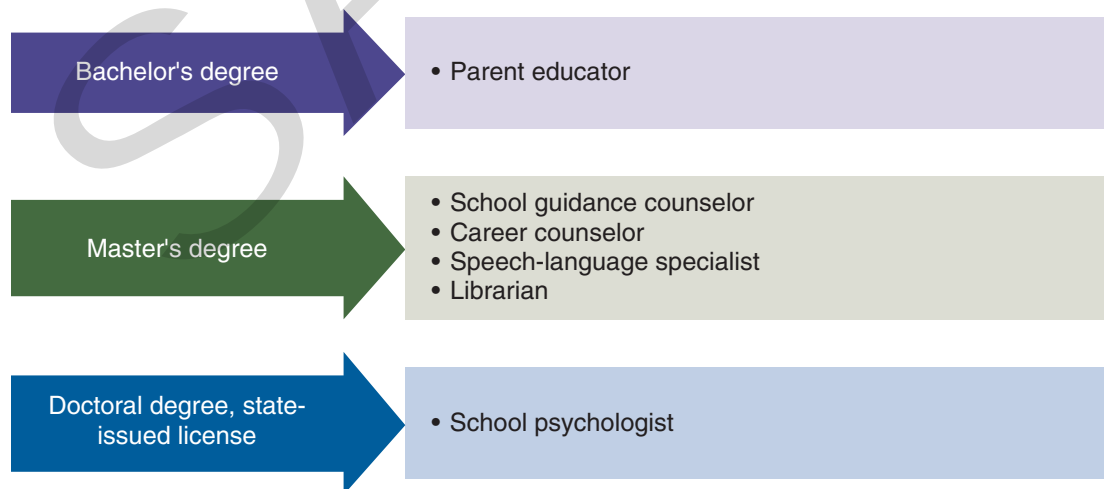 Bachelor's degree
• Parent educator
Master's degree
• School guidance counselor
• Career counselor
• Speech-language specialist
• Librarian
Doctoral degree, state-
issued license
• School psychologist